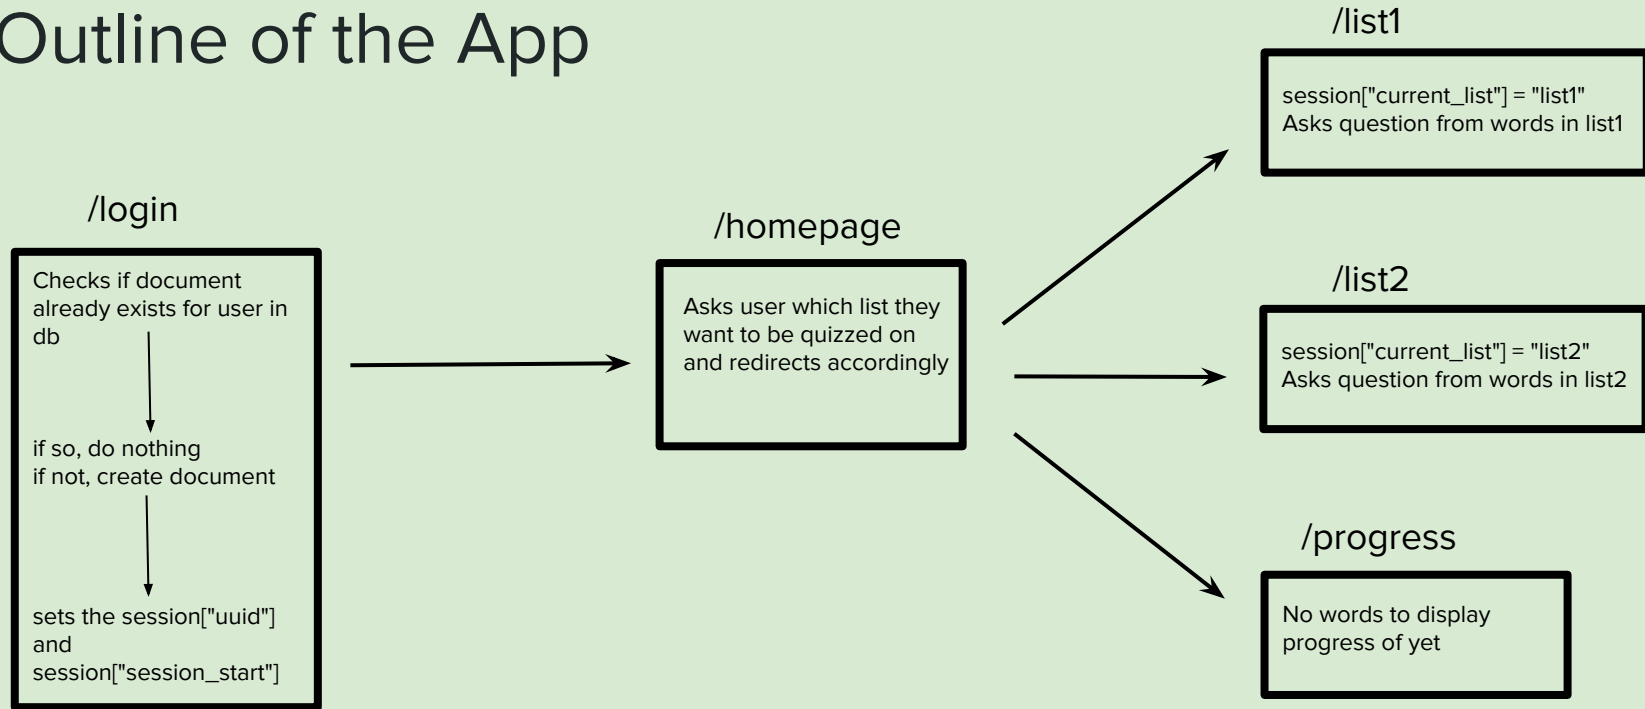 Outline of the App
/login
Checks if document
already exists for user in
db
if so, do nothing
if not, create document
sets the session["uuid"]
and
session["session_start"]
/homepage
Asks user which list they
want to be quizzed on
and redirects accordingly
/list1
session["current_list"] = "list1"
Asks question from words in list1
/list2
session["current_list"] = "list2"
Asks question from words in list2
/progress
No words to display
progress of yet